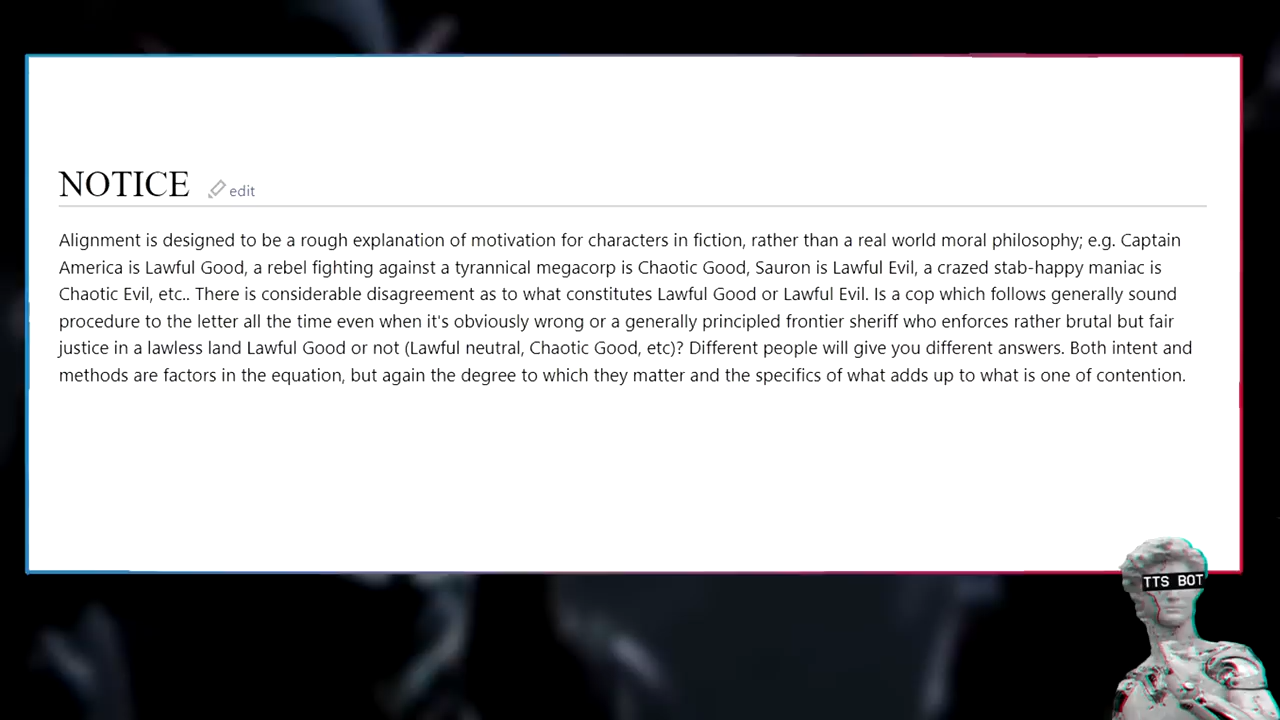 NOTICE edit
Alignment is designed to be a rough explanation of motivation for characters in fiction, rather than a real world moral philosophy; e.g. Captain
America is Lawful Good, a rebel fighting against a tyrannical megacorp is Chaotic Good, Sauron is Lawful Evil, a crazed stab-happy maniac is
Chaotic Evil, etc.. There is considerable disagreement as to what constitutes Lawful Good or Lawful Evil. Is a cop which follows generally sound
procedure to the letter all the time even when it's obviously wrong or a generally principled frontier sheriff who enforces rather brutal but fair
justice in a lawless land Lawful Good or not (Lawful neutral, Chaotic Good, etc)? Different people will give you different answers. Both intent and
methods are factors in the equation, but again the degree to which they matter and the specifics of what adds up to what is one of contention.
TTS BOT